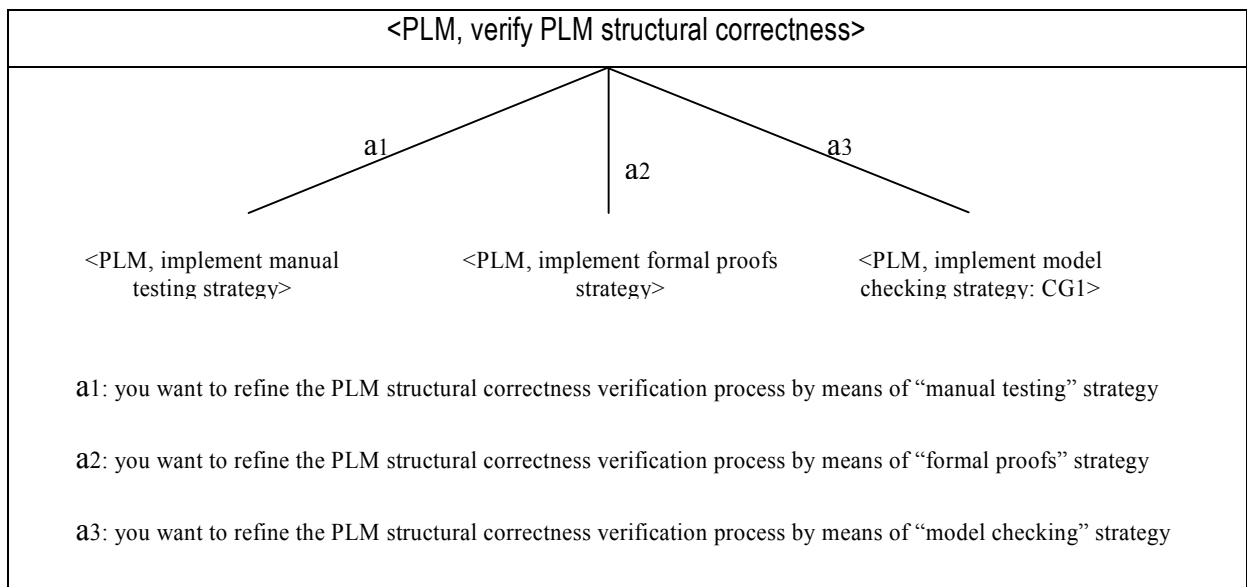 <PLM, verify PLM structural correctness>
a1
a2
a3
<PLM, implement manual
testing strategy>
<PLM, implement formal proofs
strategy>
<PLM, implement model
checking strategy: CG1>
a1: you want to refine the PLM structural correctness verification process by means of “manual testing” strategy
a2: you want to refine the PLM structural correctness verification process by means of “formal proofs” strategy
a3: you want to refine the PLM structural correctness verification process by means of “model checking” strategy